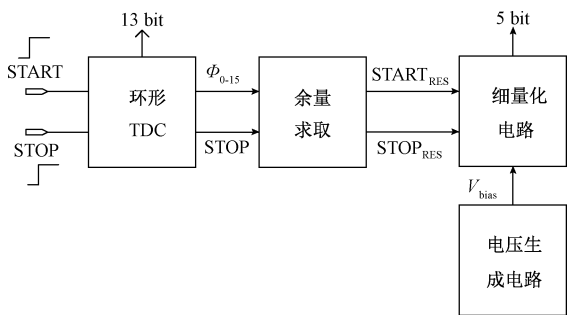 13 bit
5 bit
START
STOP
环形
TDC
Φ0-15
STOP
余量
求取
STARTRES
STOPRES
细量化
电路
Vbias
电压生
成电路